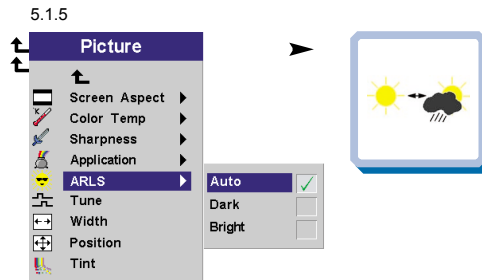 5.1.5
Picture
Screen Aspect
°K
Color Temp
Sharpness
Application
ARLS
Auto
Dark
Bright
Tune
Width
Position
Tint